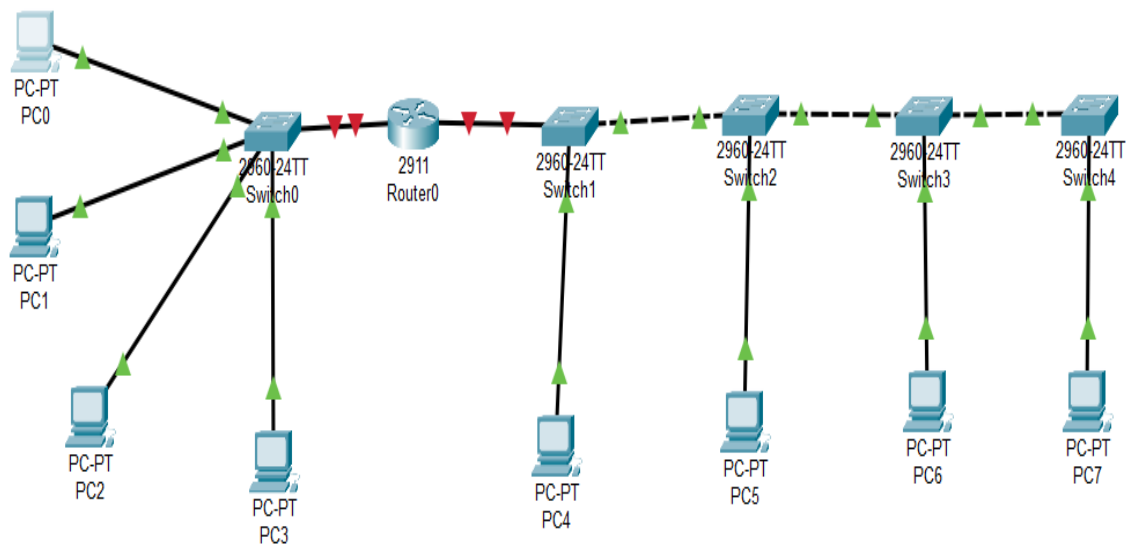 PC-PT
PC0
2960-24TT
Switch0
2911
Router0
2960-24TT
Switch1
2960-24TT
Switch2
2960-24TT
Switch3
2960-24TT
Switch4
PC-PT
PC1
PC-PT
PC2
PC-PT
PC3
PC-PT
PC4
PC-PT
PC5
PC-PT
PC6
PC-PT
PC7